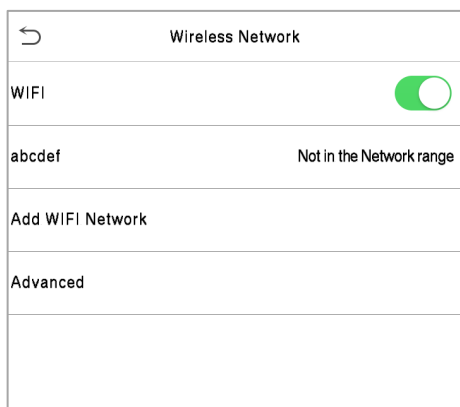 Wireless Network
WIFI
abcdef Not in the Network range
Add WIFI Network
Advanced